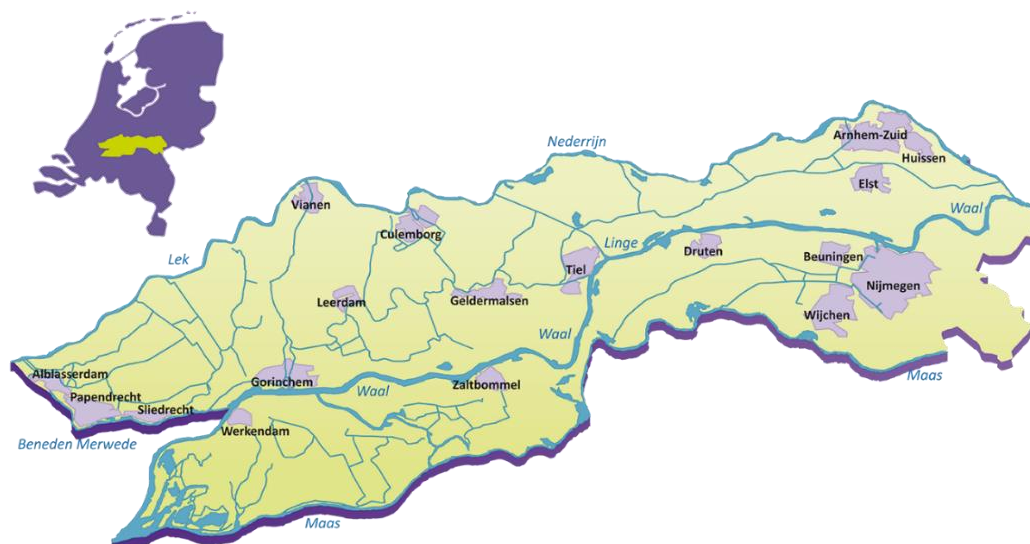 Nederrijn
Arnhem-Zuid
Huissen
Elst
Vianen
Waal
Culemborg
Linge
Druten
Beuningen
Lek
Tiel
Nijmegen
Leerdam
Geldermalsen
Wijchen
Waal
Alblasserdam
Gorinchem
Waal
Zaltbommel
Maas
Papendrecht
Sliedrecht
Werkendam
Beneden Merwede
Maas